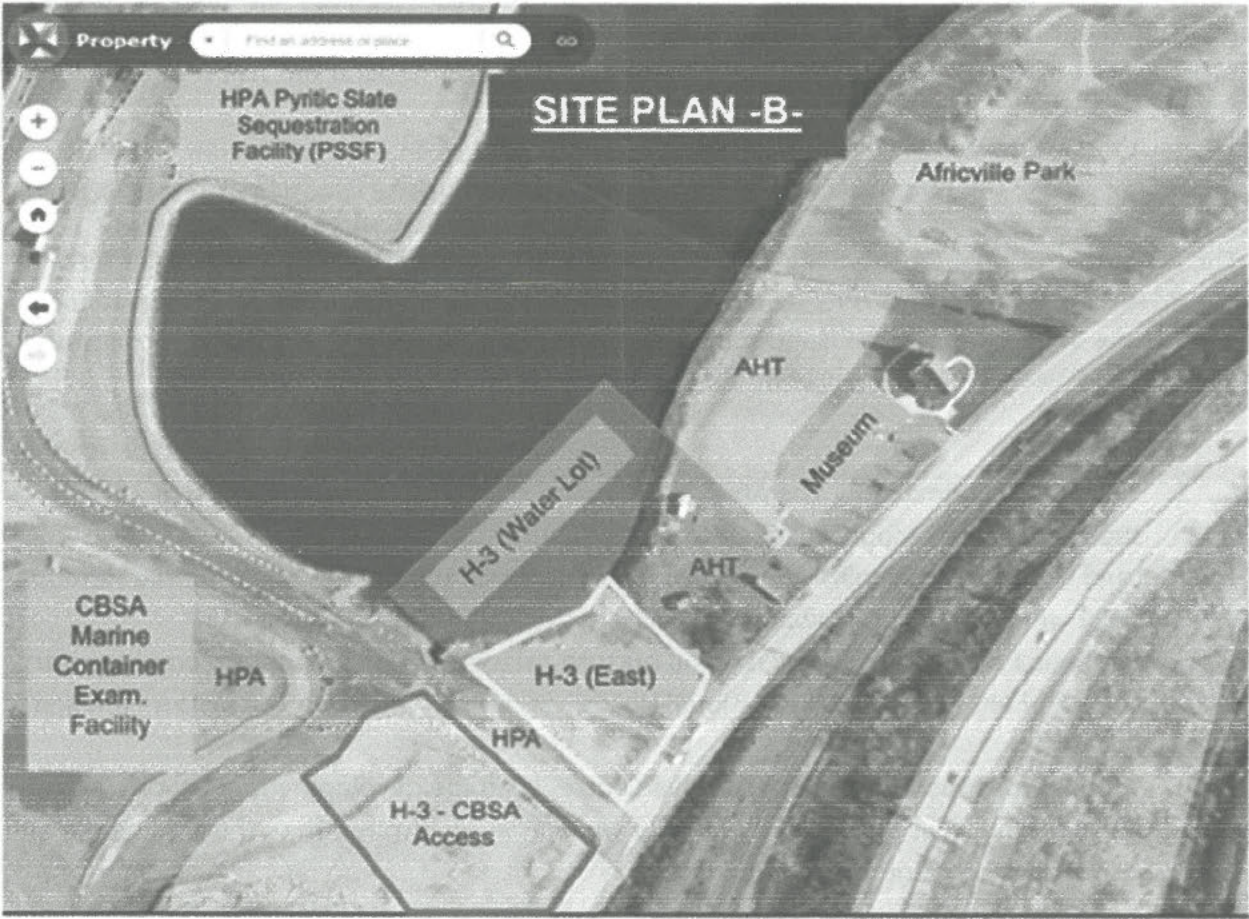 Property
Find an address or place
GO
HPA Pyritic Slate
Sequestration
Facility (PSSF)
SITE PLAN -B-
Africville Park
AHT
Museum
H-3 (Water Lot)
AHT
CBSA
Marine
Container
Exam.
Facility
HPA
H-3 (East)
HPA
H-3 - CBSA
Access